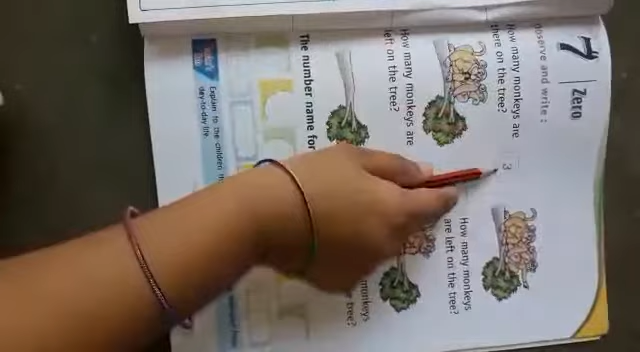 7 Zero
Observe and write :
How many monkeys are
there on the tree?
3
How many monkeys
are left on the tree?
How many monkeys are
left on the tree?
monkeys
tree?
The number name for
Explain to the children
day-to-day life.